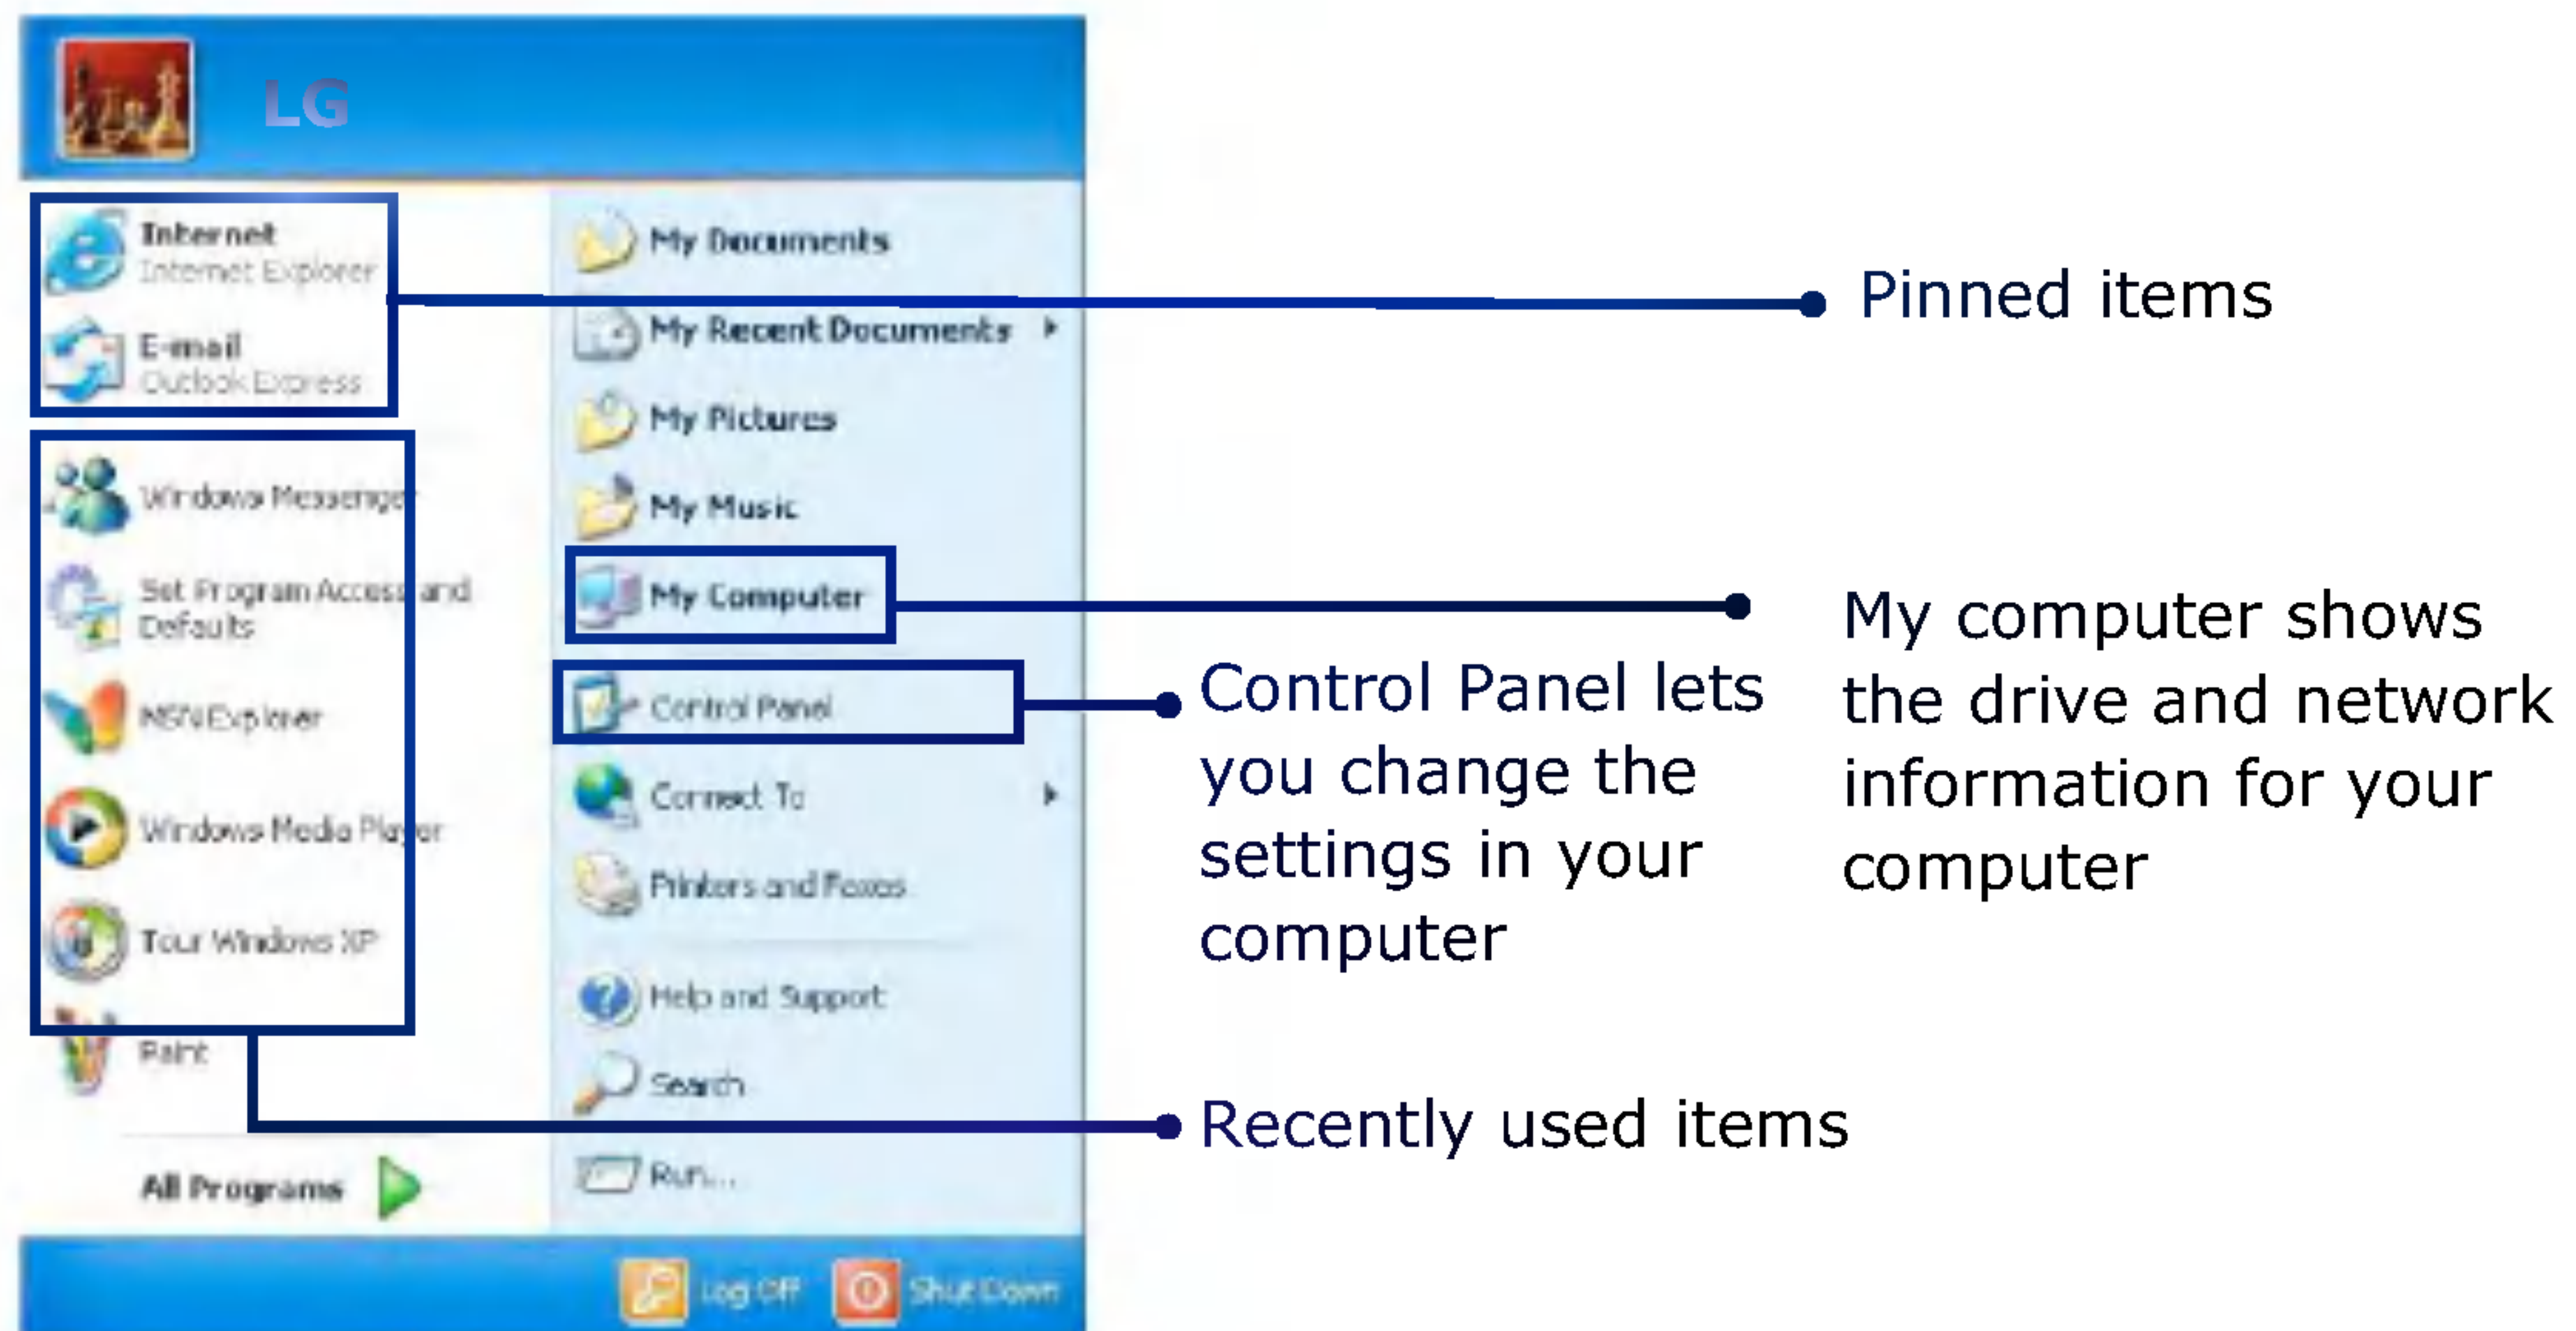 LG
Internet
Internet Explorer
E-mail
Outlook Express
Windows Messenger
Set Program Access and
Defaults
MSN Explorer
Windows Media Player
Tour Windows XP
Paint
All Programs
My Documents
My Recent Documents
My Pictures
My Music
My Computer
Control Panel
Connect To
Printers and Faxes
Help and Support
Search
Run...
Log Off
Shut Down
Pinned items
My computer shows
the drive and network
information for your
computer
Control Panel lets
you change the
settings in your
computer
Recently used items